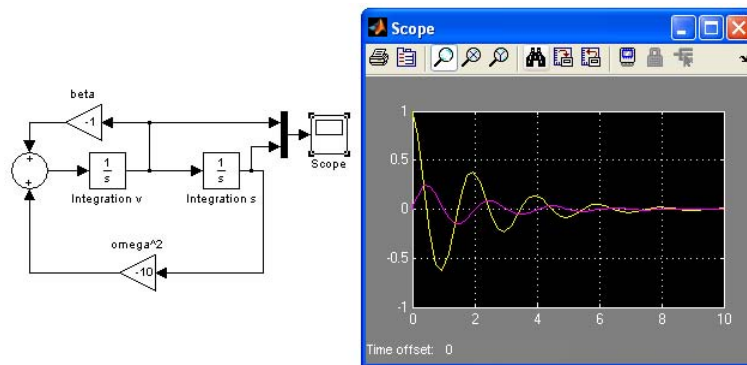 Scope
beta
-1
+
+
1
s
Integration v
1
s
Integration s
Scope
omega^2
-10
1
0.5
0
-0.5
-1
0 2 4 6 8 10
Time offset: 0